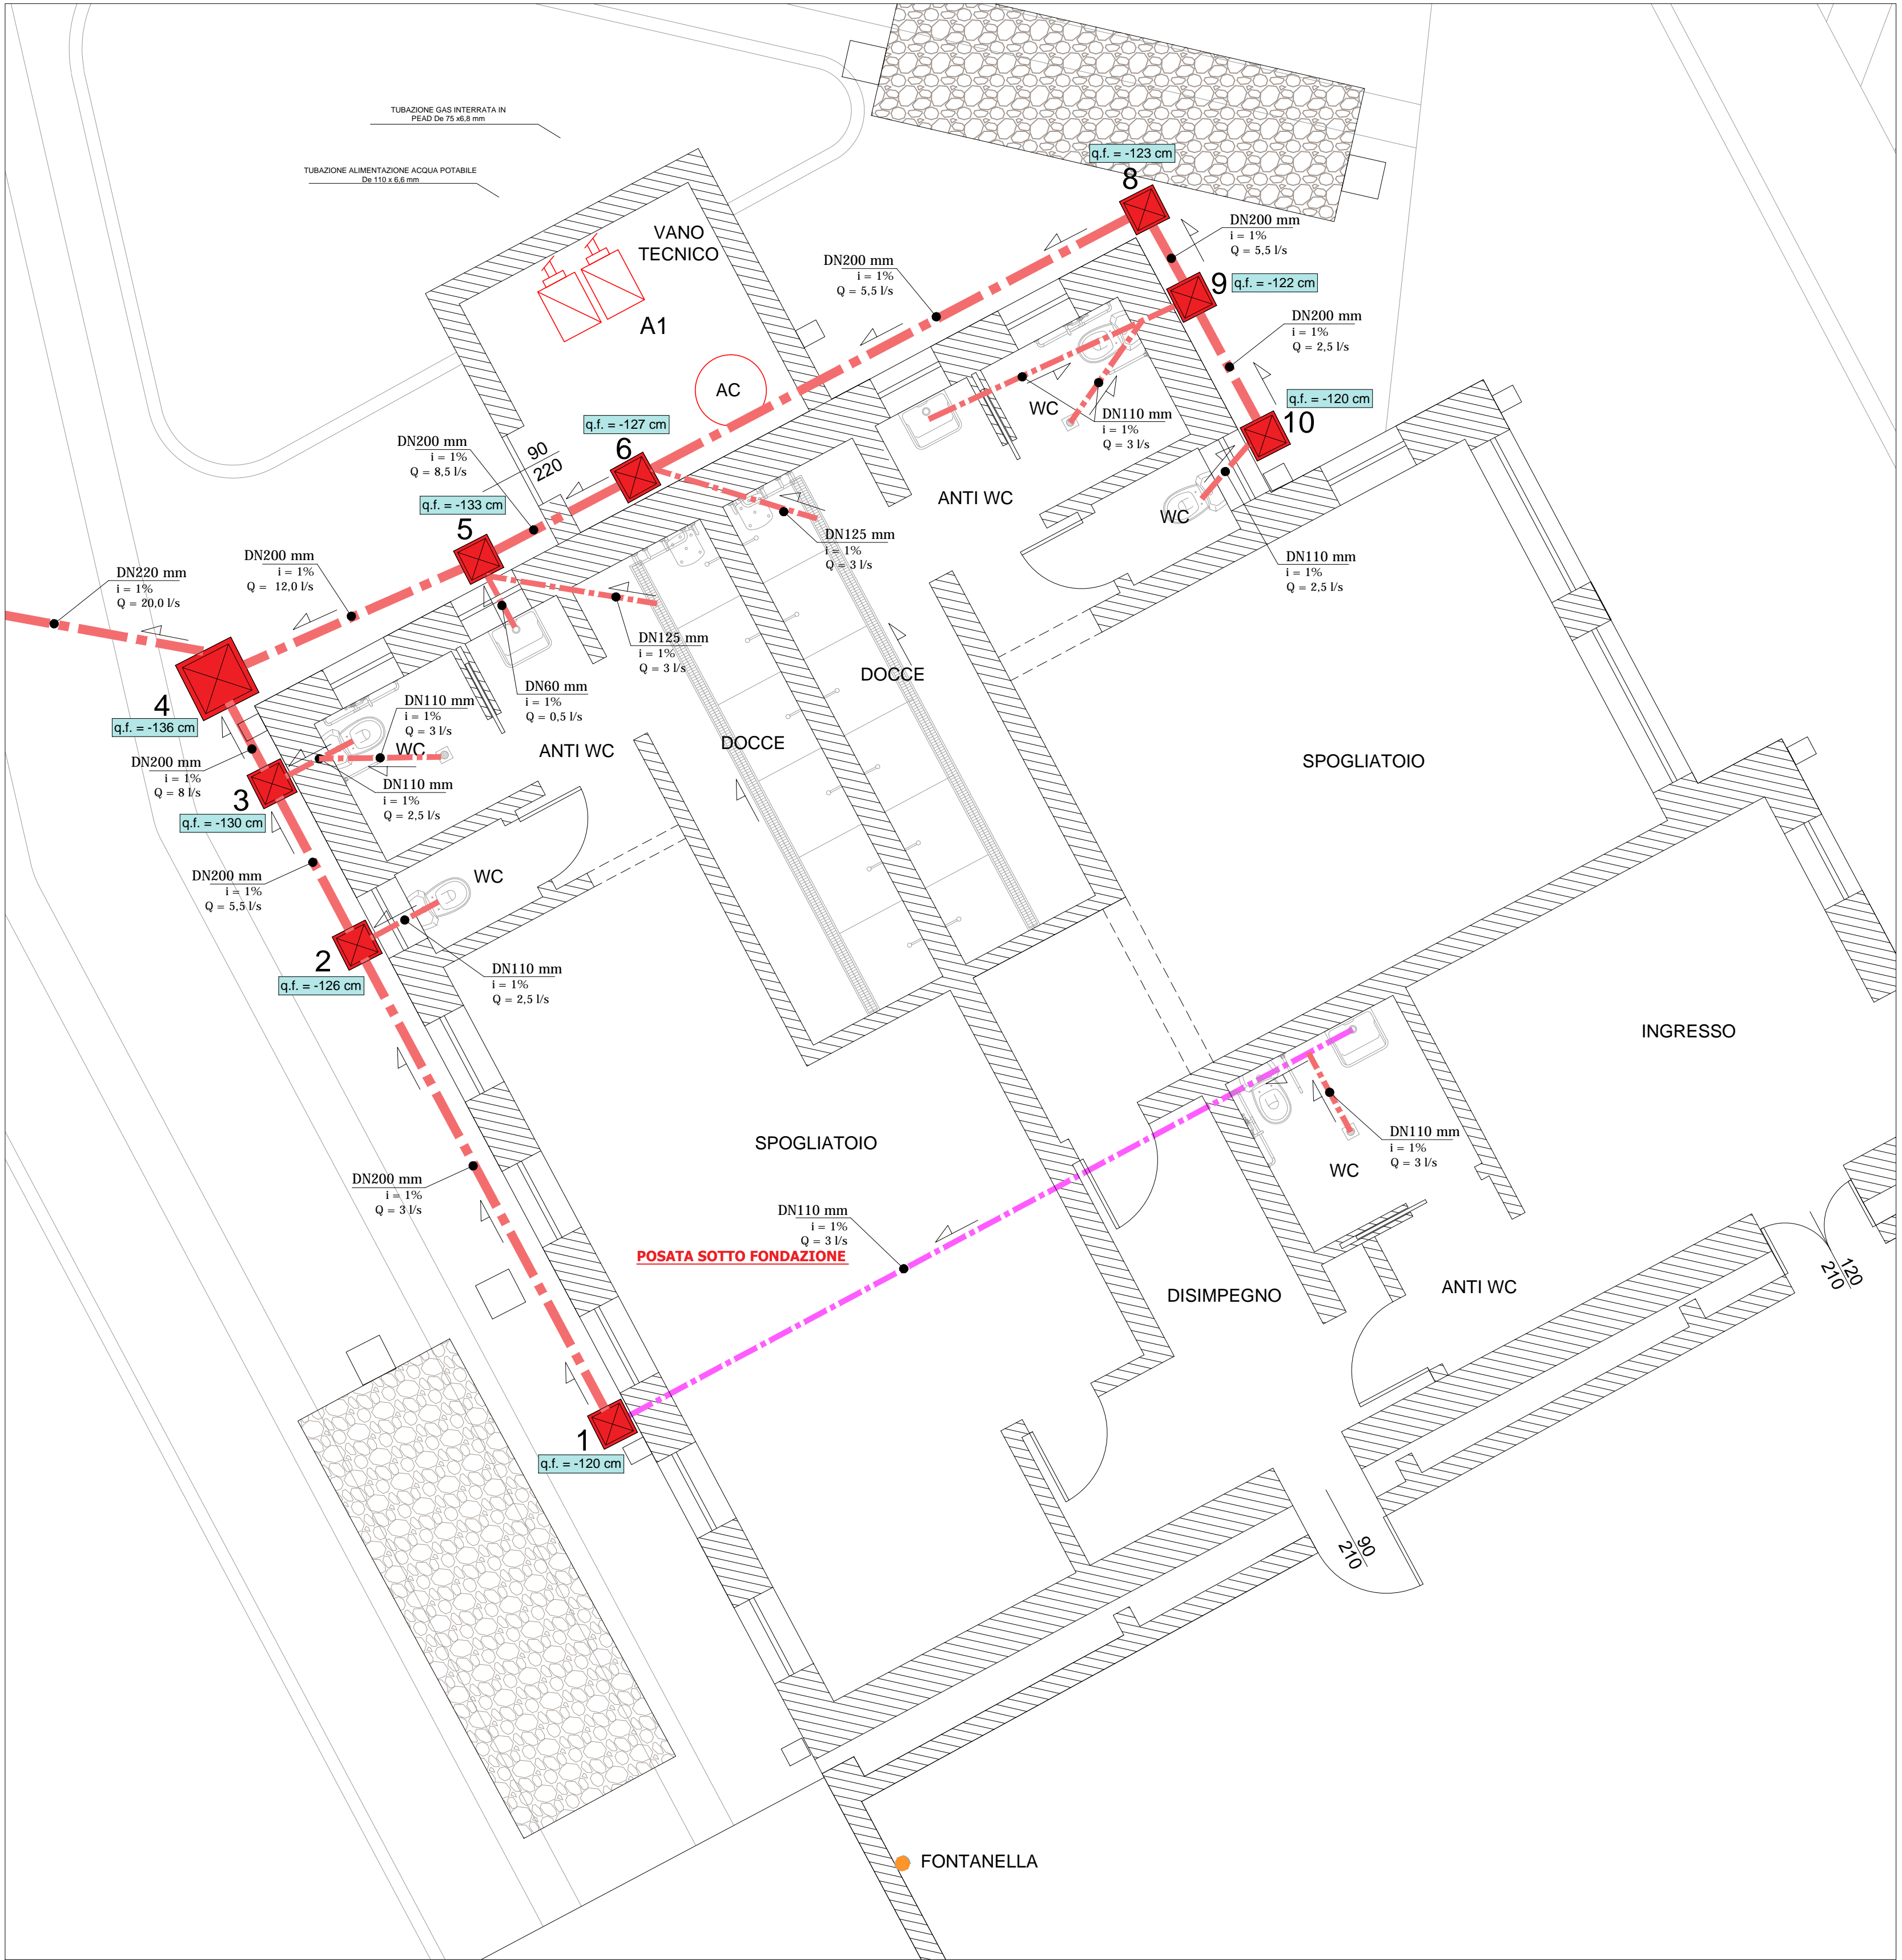 TUBAZIONE GAS INTERRATA IN
PEAD De 75 x6,8 mm
TUBAZIONE ALIMENTAZIONE ACQUA POTABILE
De 110 x 6,6 mm
q.f. = -123 cm
8
VANO
TECNICO
A1
AC
DN200 mm
i = 1%
Q = 5,5 l/s
DN200 mm
i = 1%
Q = 5,5 l/s
9
q.f. = -122 cm
DN200 mm
i = 1%
Q = 2,5 l/s
q.f. = -120 cm
10
WC
DN110 mm
i = 1%
Q = 3 l/s
q.f. = -127 cm
6
90
220
DN200 mm
i = 1%
Q = 8,5 l/s
q.f. = -133 cm
5
ANTI WC
WC
DN125 mm
i = 1%
Q = 3 l/s
DN110 mm
i = 1%
Q = 2,5 l/s
DN200 mm
i = 1%
Q = 12,0 l/s
DN220 mm
i = 1%
Q = 20,0 l/s
DN125 mm
i = 1%
Q = 3 l/s
DOCCE
DN60 mm
i = 1%
Q = 0,5 l/s
4
q.f. = -136 cm
DN110 mm
i = 1%
Q = 3 l/s
WC
ANTI WC
DOCCE
SPOGLIATOIO
DN200 mm
i = 1%
Q = 8 l/s
3
q.f. = -130 cm
DN110 mm
i = 1%
Q = 2,5 l/s
DN200 mm
i = 1%
Q = 5,5 l/s
WC
2
q.f. = -126 cm
DN110 mm
i = 1%
Q = 2,5 l/s
INGRESSO
SPOGLIATOIO
DN110 mm
i = 1%
Q = 3 l/s
WC
DN200 mm
i = 1%
Q = 3 l/s
DN110 mm
i = 1%
Q = 3 l/s
POSATA SOTTO FONDAZIONE
DISIMPEGNO
ANTI WC
120
210
1
q.f. = -120 cm
90
210
FONTANELLA